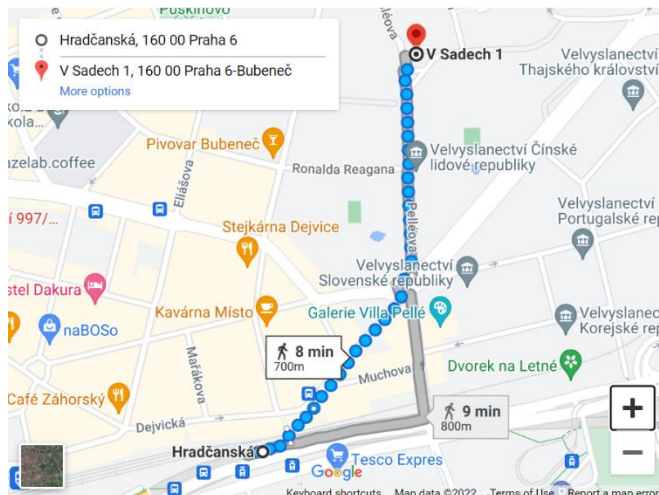 Puškinovo
Hradčanská, 160 00 Praha 6
V Sadech 1, 160 00 Praha 6-Bubeneč
More options
V Sadech 1
Velvyslanectví
Thajského království
Pivovar Bubeneč
azelab.coffee
Eliášova
Ronalda Reagana
Velvyslanectví Čínské
lidové republiky
Pelléova
í 997/...
Stejkárna Dejvice
Velvyslanectví
Portugalské re
Velvyslanectví
Slovenské republiky
stel Dakura
Kavárna Místo
Galerie Villa Pellé
Velvyslanec
Korejské rep
naBOSo
8 min
700m
Mařákova
Muchova
Dvorek na Letné
Café Záhorský
Dejvická
9 min
800m
+
Hradčanská
−
Tesco Expres
Google
Keyboard shortcuts
Map data ©2022
Terms of Use
Report a map error